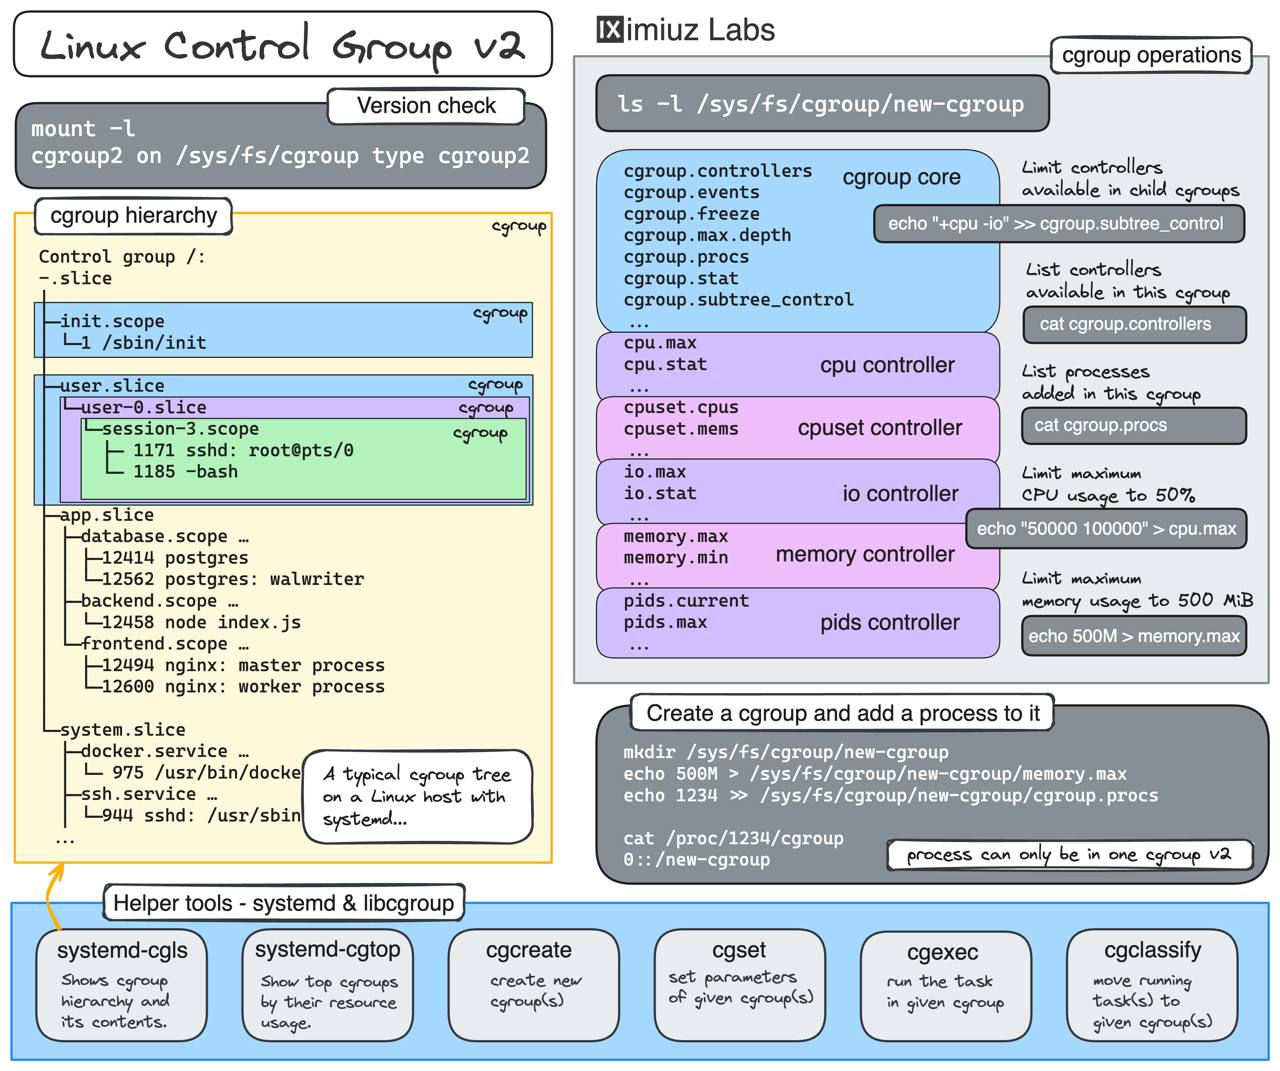 Linux Control Group v2
Version check
mount -l
cgroup2 on /sys/fs/cgroup type cgroup2
cgroup hierarchy
cgroup
Control group /:
-.slice
├─init.scope
cgroup
└─1 /sbin/init
├─user.slice
cgroup
└─user-0.slice
cgroup
└─session-3.scope
cgroup
├─ 1171 sshd: root@pts/0
└─ 1185 -bash
├─app.slice
├─database.scope …
├─12414 postgres
└─12562 postgres: walwriter
├─backend.scope …
└─12458 node index.js
└─frontend.scope …
├─12494 nginx: master process
└─12600 nginx: worker process
└─system.slice
├─docker.service …
└─ 975 /usr/bin/docke
├─ssh.service …
└─944 sshd: /usr/sbin
...
A typical cgroup tree
on a Linux host with
systemd...
iximiuz Labs
cgroup operations
ls -l /sys/fs/cgroup/new-cgroup
cgroup core
cgroup.controllers
cgroup.events
cgroup.freeze
cgroup.max.depth
cgroup.procs
cgroup.stat
cgroup.subtree_control
...
cpu controller
cpu.max
cpu.stat
...
cpuset controller
cpuset.cpus
cpuset.mems
...
io controller
io.max
io.stat
...
memory controller
memory.max
memory.min
...
pids controller
pids.current
pids.max
...
Limit controllers
available in child cgroups
echo "+cpu -io" >> cgroup.subtree_control
List controllers
available in this cgroup
cat cgroup.controllers
List processes
added in this cgroup
cat cgroup.procs
Limit maximum
CPU usage to 50%
echo "50000 100000" > cpu.max
Limit maximum
memory usage to 500 MiB
echo 500M > memory.max
Create a cgroup and add a process to it
mkdir /sys/fs/cgroup/new-cgroup
echo 500M > /sys/fs/cgroup/new-cgroup/memory.max
echo 1234 >> /sys/fs/cgroup/new-cgroup/cgroup.procs
cat /proc/1234/cgroup
0::/new-cgroup
process can only be in one cgroup v2
Helper tools - systemd & libcgroup
systemd-cgls
Shows cgroup
hierarchy and
its contents.
systemd-cgtop
Show top cgroups
by their resource
usage.
cgcreate
create new
cgroup(s)
cgset
set parameters
of given cgroup(s)
cgexec
run the task
in given cgroup
cgclassify
move running
task(s) to
given cgroup(s)